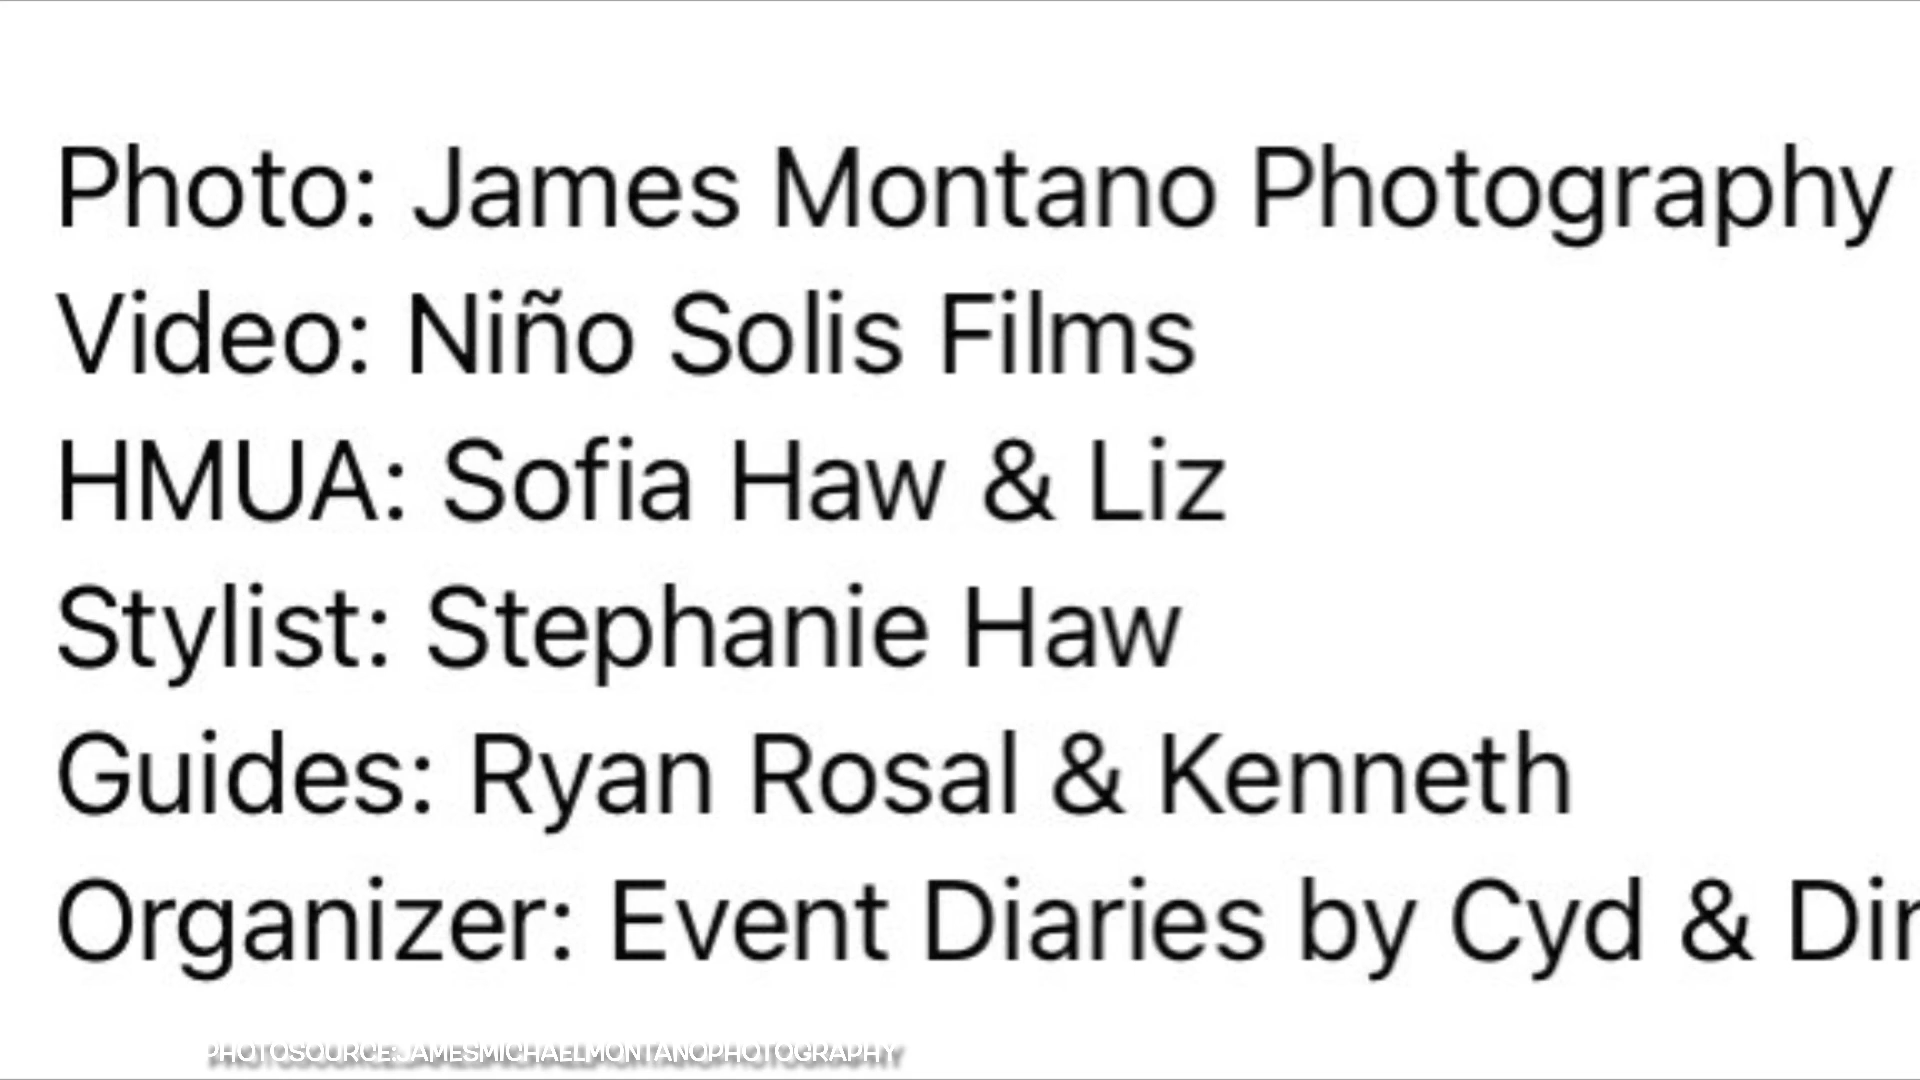 Photo: James Montano Photography
Video: Niño Solis Films
HMUA: Sofia Haw & Liz
Stylist: Stephanie Haw
Guides: Ryan Rosal & Kenneth
Organizer: Event Diaries by Cyd & 
PHOTOSOURCE:JAMESMICHAELMONTANOPHOTOGRAPHY